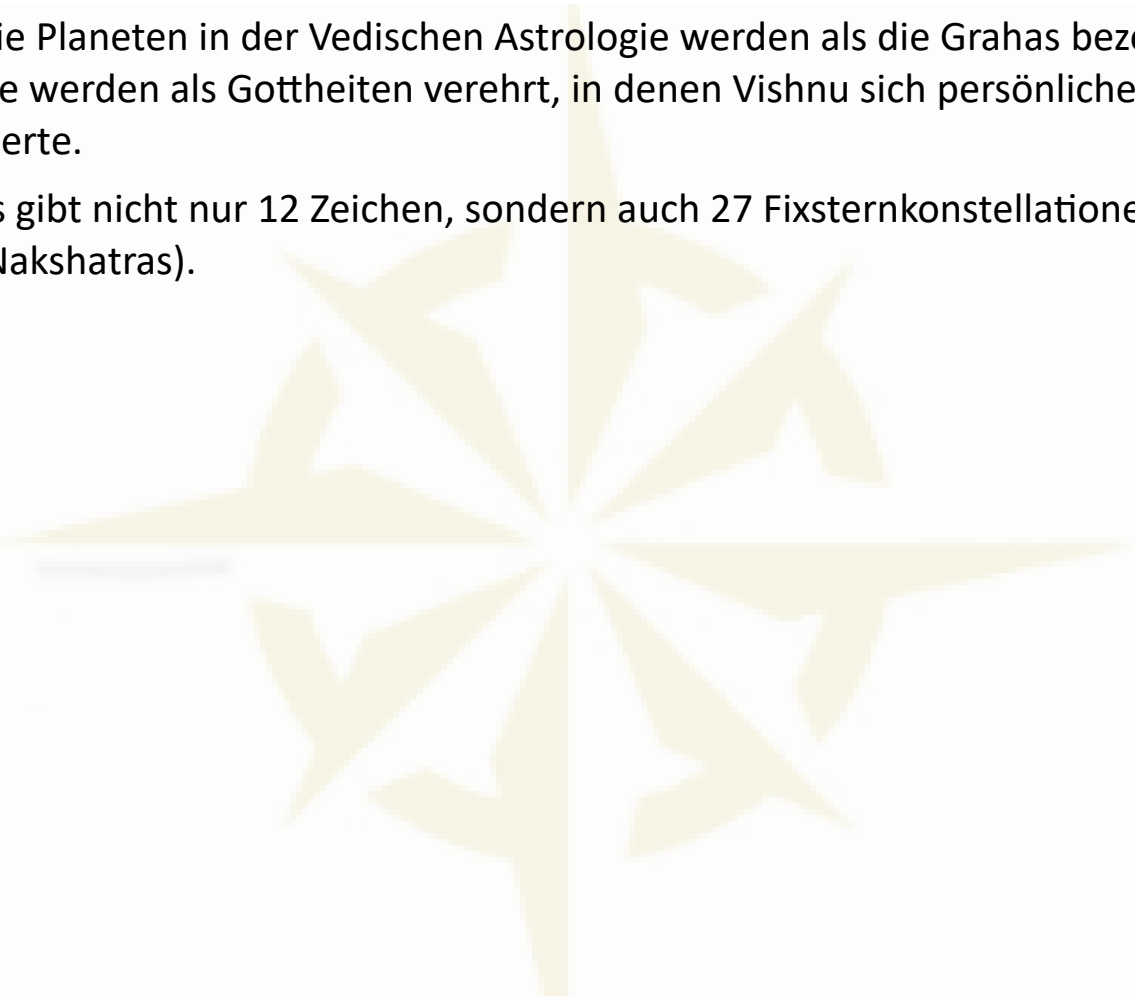 ie Planeten in der Vedischen Astrologie werden als die Grahas bez
e werden als Gottheiten verehrt, in denen Vishnu sich persönliche
erte.
s gibt nicht nur 12 Zeichen, sondern auch 27 Fixsternkonstellatione
Nakshatras).